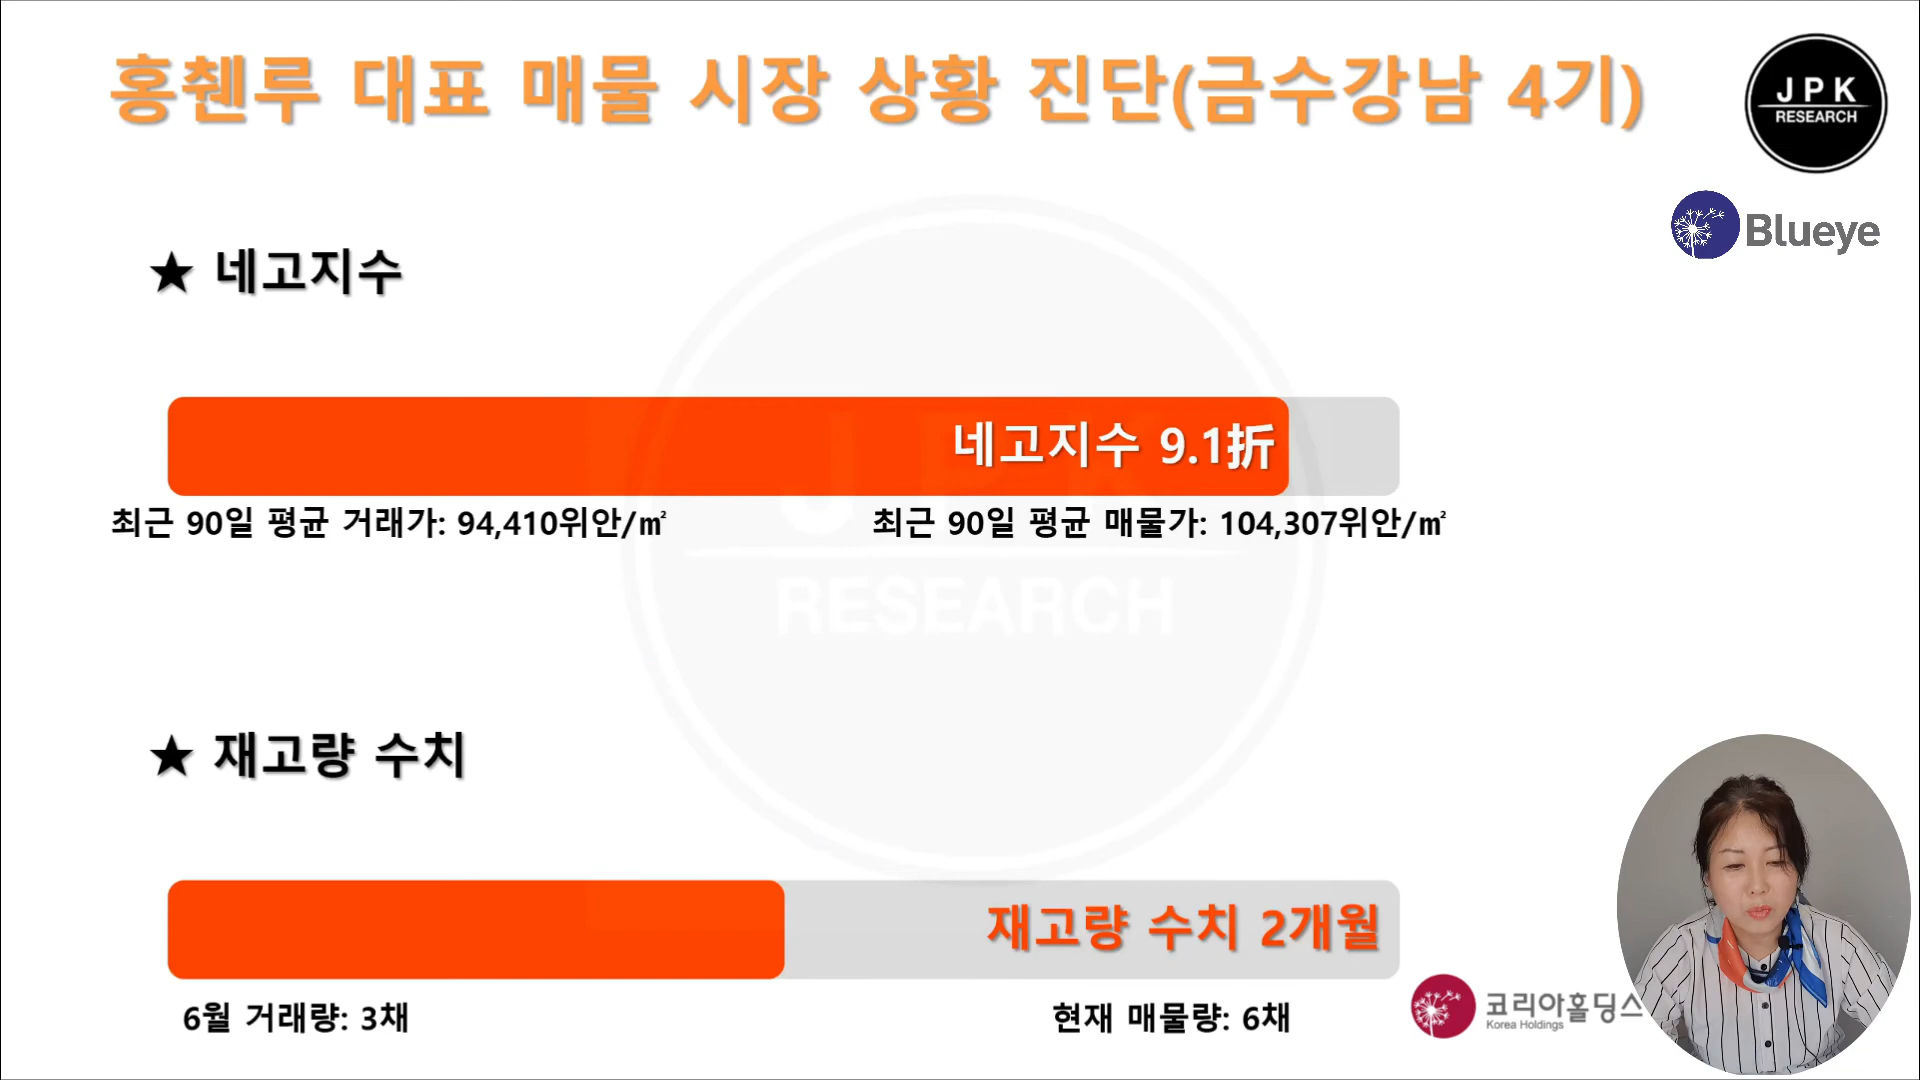 홍췐루 대표 매물 시장 상황 진단(금수강남 4기)
JPK
RESEARCH
Blueye
★ 네고지수
네고지수 9.1折
최근 90일 평균 거래가: 94,410위안/㎡
최근 90일 평균 매물가: 104,307위안/㎡
JPK
RESEARCH
★ 재고량 수치
재고량 수치 2개월
6월 거래량: 3채
현재 매물량: 6채
코리아홀딩스
Korea Holdings